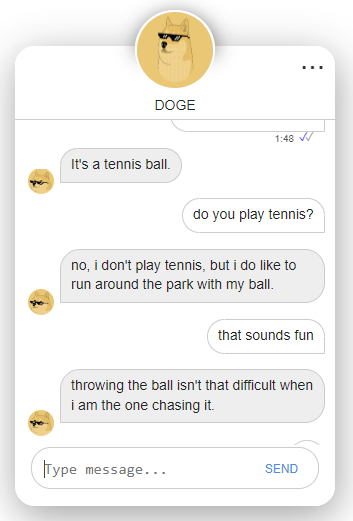 DOGE
1:48
It's a tennis ball.
do you play tennis?
no, i don't play tennis, but i do like to
run around the park with my ball.
that sounds fun
throwing the ball isn't that difficult when
i am the one chasing it.
Type message...
SEND